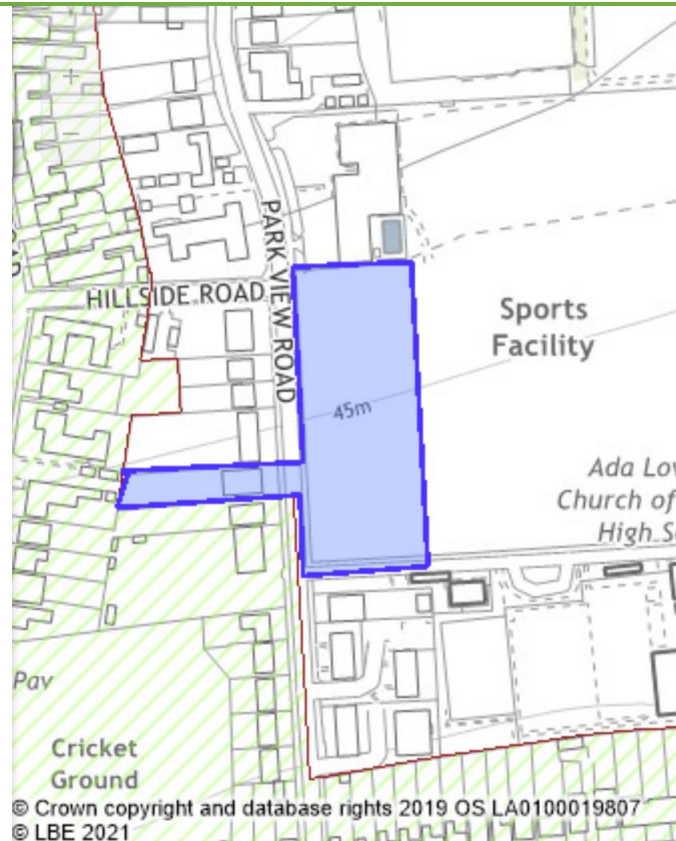 PARK VIEW ROAD
HILLSIDE ROAD
Sports
Facility
45m
Ada Lov
Church of
High S
Pav
Cricket
Ground
© Crown copyright and database rights 2019 OS LA0100019807
© LBE 2021